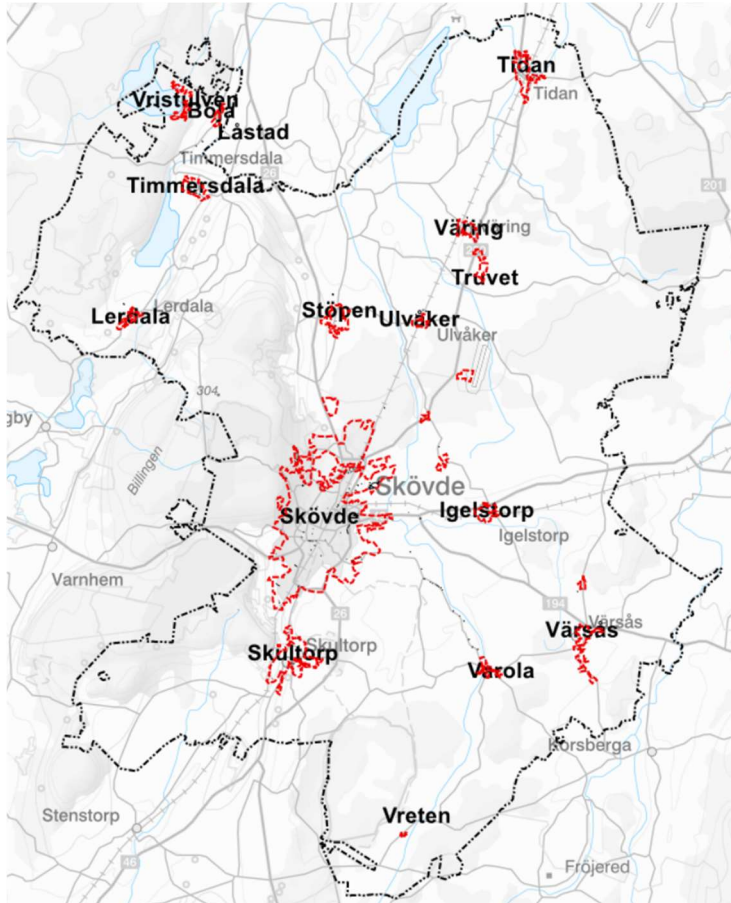 Tidan
Tidan
Vristulven
Böja
Låstad
Timmersdala
26
Timmersdala
201
Väring
Väring
Truvet
Lerdala
Lerdala
Stöpen
Ulvåker
Ulvåker
304
gby
Billingen
Skövde
Skövde
Igelstorp
Igelstorp
Varnhem
26
194
Värsås
Värsås
Skultorp
Skultorp
Varola
Korsberga
Stenstorp
Vreten
46
Fröjered